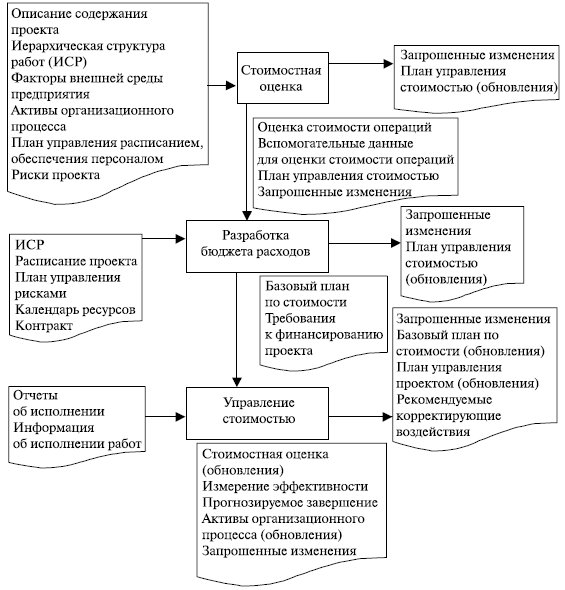 Описание содержания
проекта
Иерархическая структура
работ (ИСР)
Факторы внешней среды
предприятия
Активы организационного
процесса
План управления расписанием,
обеспечения персоналом
Риски проекта
Стоимостная
оценка
Запрошенные изменения
План управления
стоимостью (обновления)
Оценка стоимости операций
Вспомогательные данные
для оценки стоимости операций
План управления стоимостью
Запрошенные изменения
ИСР
Расписание проекта
План управления
рисками
Календарь ресурсов
Контракт
Разработка
бюджета расходов
Запрошенные
изменения
План управления
стоимостью
(обновления)
Базовый план
по стоимости
Требования
к финансированию
проекта
Отчеты
об исполнении
Информация
об исполнении работ
Управление
стоимостью
Запрошенные изменения
Базовый план по
стоимости (обновления)
План управления
проектом (обновления)
Рекомендуемые
корректирующие
воздействия
Стоимостная оценка
(обновления)
Измерение эффективности
Прогнозируемое завершение
Активы организационного
процесса (обновления)
Запрошенные изменения